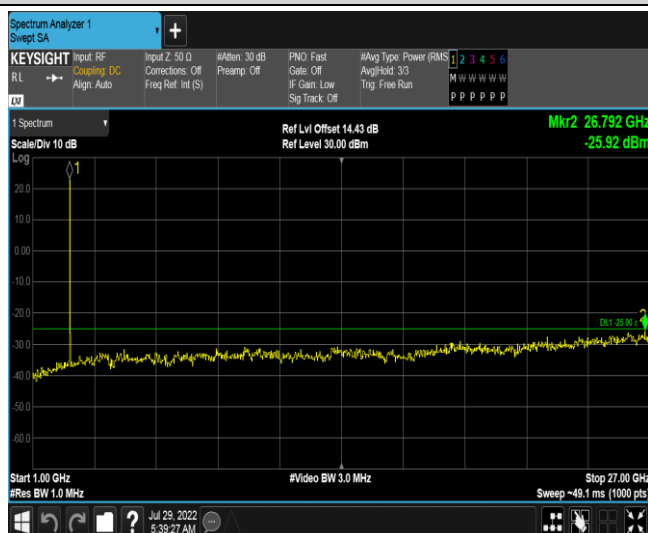 Spectrum Analyzer 1
Swept SA
+
KEYSIGHT
RL
LXI
Input: RF
Coupling: DC
Align: Auto
Input Z: 50 Ω
Corrections: Off
Freq Ref: Int (S)
#Atten: 30 dB
Preamp: Off
PNO: Fast
Gate: Off
IF Gain: Low
Sig Track: Off
#Avg Type: Power (RMS
Avg|Hold: 3/3
Trig: Free Run
1 2 3 4 5 6
M W W W W W
P P P P P P
1 Spectrum
Scale/Div 10 dB
Ref Lvl Offset 14.43 dB
Ref Level 30.00 dBm
Mkr2 26.792 GHz
-25.92 dBm
Log
1
20.0
10.0
0.00
-10.0
DL1 -25.00
-30.0
-40.0
-50.0
-60.0
Start 1.00 GHz
#Video BW 3.0 MHz
Stop 27.00 GHz
#Res BW 1.0 MHz
Sweep ~49.1 ms (1000 pts)
?
Jul 29, 2022
5:39:27 AM